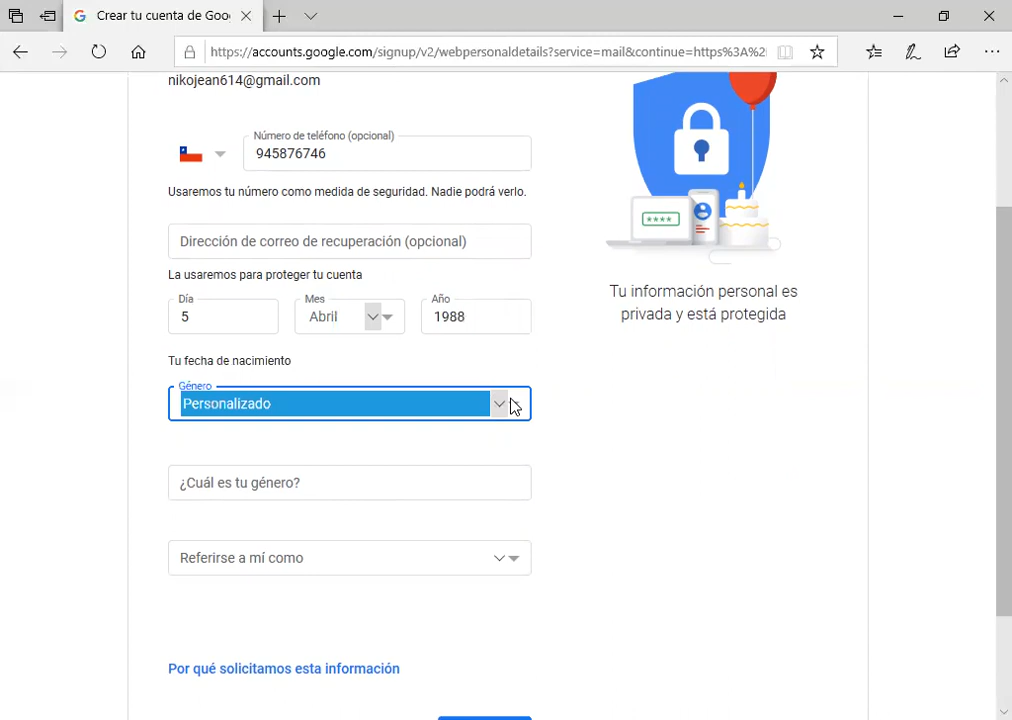 Crear tu cuenta de Goo
https://accounts.google.com/signup/v2/webpersonaldetails?service=mail&continue=https%3A%2
nikojean614@gmail.com
Número de teléfono (opcional)
945876746
Usaremos tu número como medida de seguridad. Nadie podrá verlo.
Dirección de correo de recuperación (opcional)
La usaremos para proteger tu cuenta
Día
Mes
Año
5
Abril
1988
Tu fecha de nacimiento
Género
Personalizado
¿Cuál es tu género?
Referirse a mí como
Por qué solicitamos esta información
****
Tu información personal es
privada y está protegida